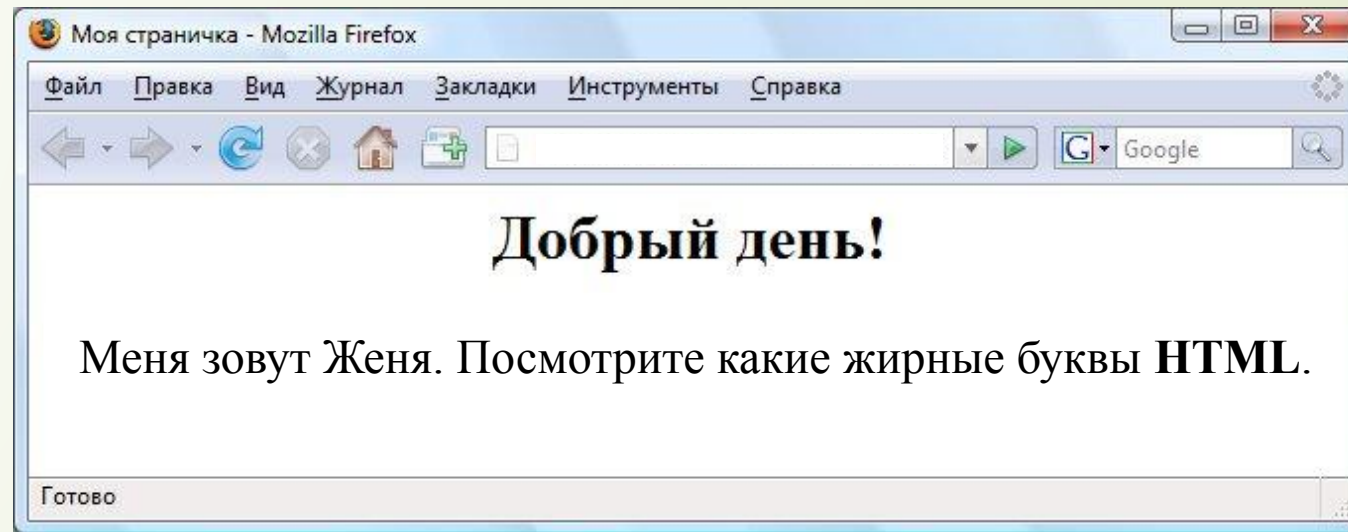 Моя страничка - Mozilla Firefox
Файл Правка Вид Журнал Закладки Инструменты Справка
G Google
Добрый день!
Меня зовут Женя. Посмотрите какие жирные буквы HTML.
Готово